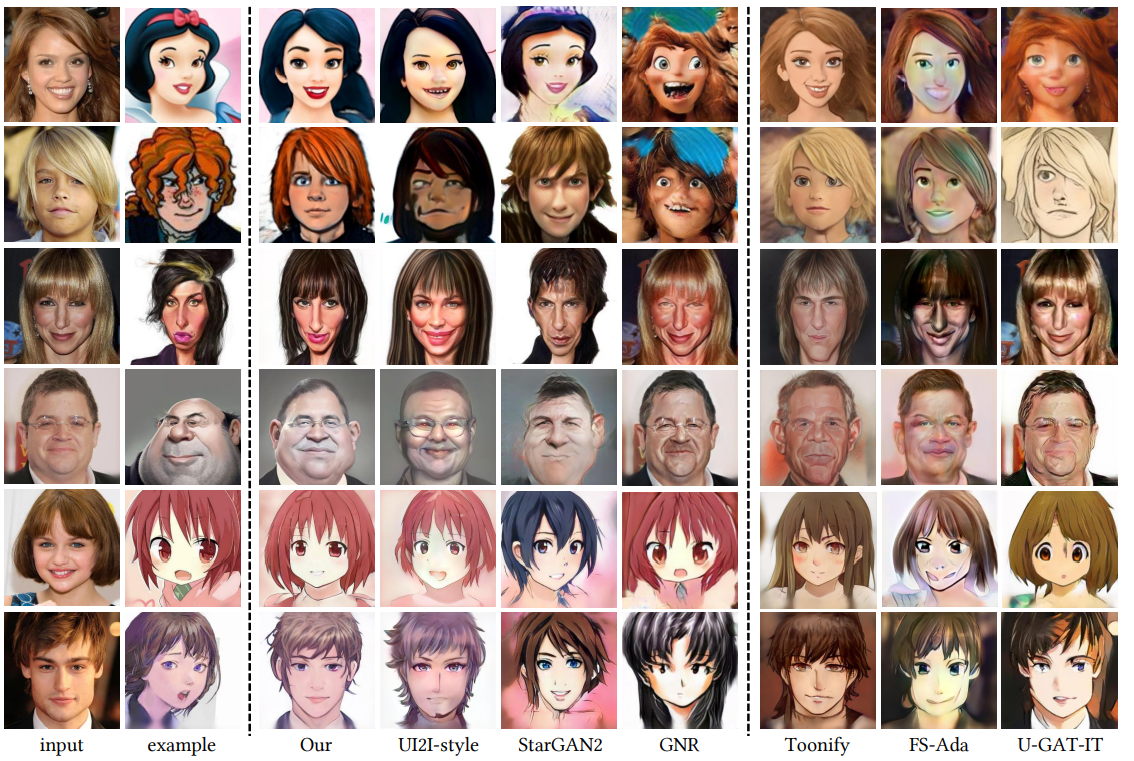 input example Our UI2I-style StarGAN2 GNR Toonify FS-Ada U-GAT-IT